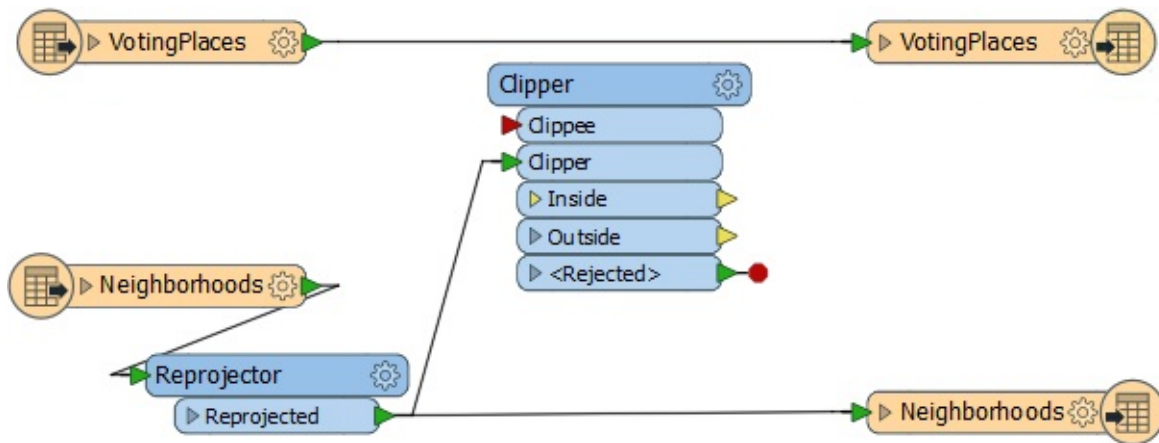 VotingPlaces
VotingPlaces
Clipper
Clippee
Clipper
Inside
Outside
<Rejected>
Neighborhoods
Reprojector
Reprojected
Neighborhoods